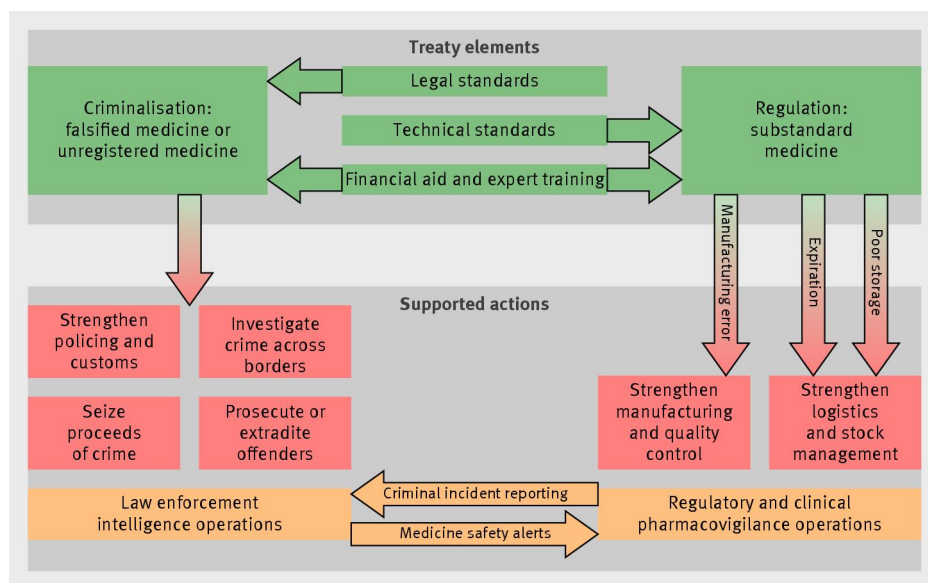 Treaty elements
Criminalisation:
falsified medicine or
unregistered medicine
Legal standards
Technical standards
Financial aid and expert training
Regulation:
substandard
medicine
Manufacturing error
Expiration
Poor storage
Supported actions
Strengthen
policing and
customs
Investigate
crime across
borders
Seize
proceeds
of crime
Prosecute or
extradite
offenders
Strengthen
manufacturing
and quality
control
Strengthen
logistics
and stock
management
Law enforcement
intelligence operations
Criminal incident reporting
Medicine safety alerts
Regulatory and clinical
pharmacovigilance operations